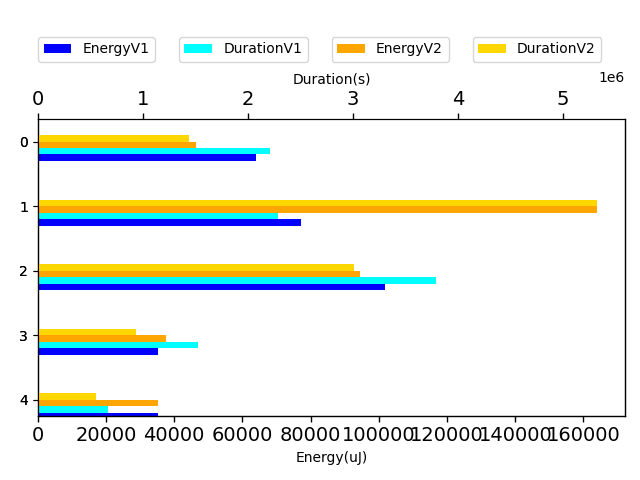 EnergyV1 DurationV1 EnergyV2 DurationV2
Duration(s) 1e6
0 1 2 3 4 5
0
1
2
3
4
0 20000 40000 60000 80000 100000 120000 140000 160000
Energy(uJ)